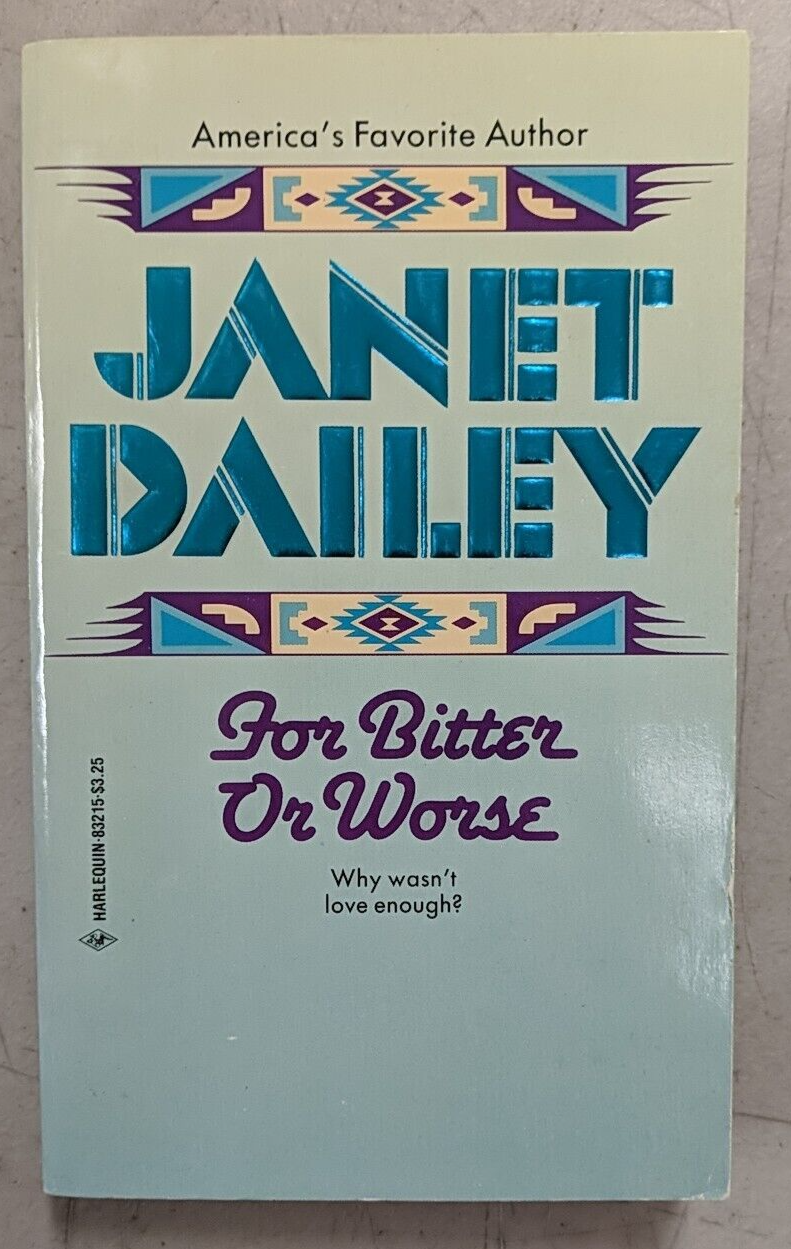 America's Favorite Author
JANET
DAILEY
For Bitter
Or Worse
Why wasn't
love enough?
HARLEQUIN·83215·$3.25